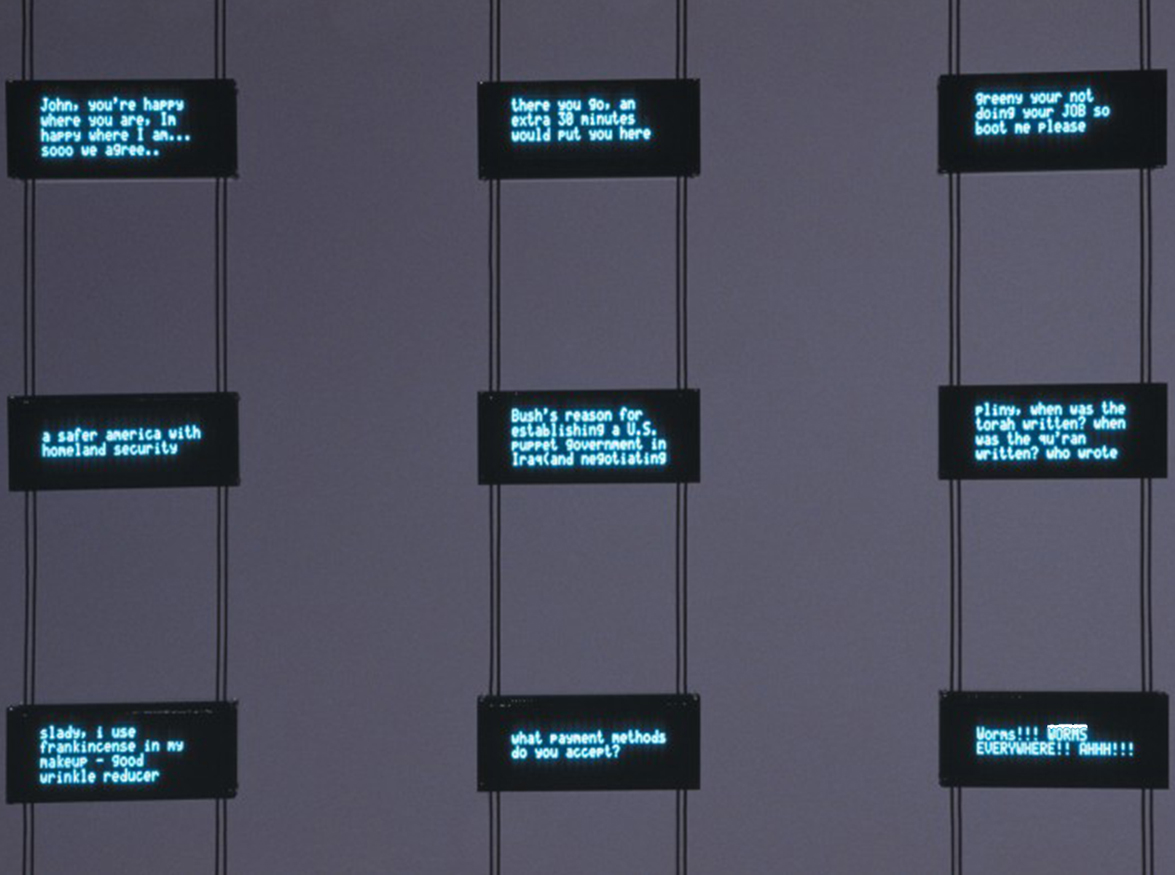 John, you're happy
where you are, Im
happy where I am...
sooo we agree..
there you go, an
extra 30 minutes
would put you here
greeny your not
doing your JOB so
boot me please
a safer america with
homeland security
Bush's reason for
establishing a U.S.
puppet government in
Iraq(and negotiating
pliny, when was the
torah written? when
was the qu'ran
written? who wrote
slady, i use
frankincense in my
makeup - good
wrinkle reducer
what payment methods
do you accept?
Worms!!! WORMS
EVERYWHERE!! AHHH!!!